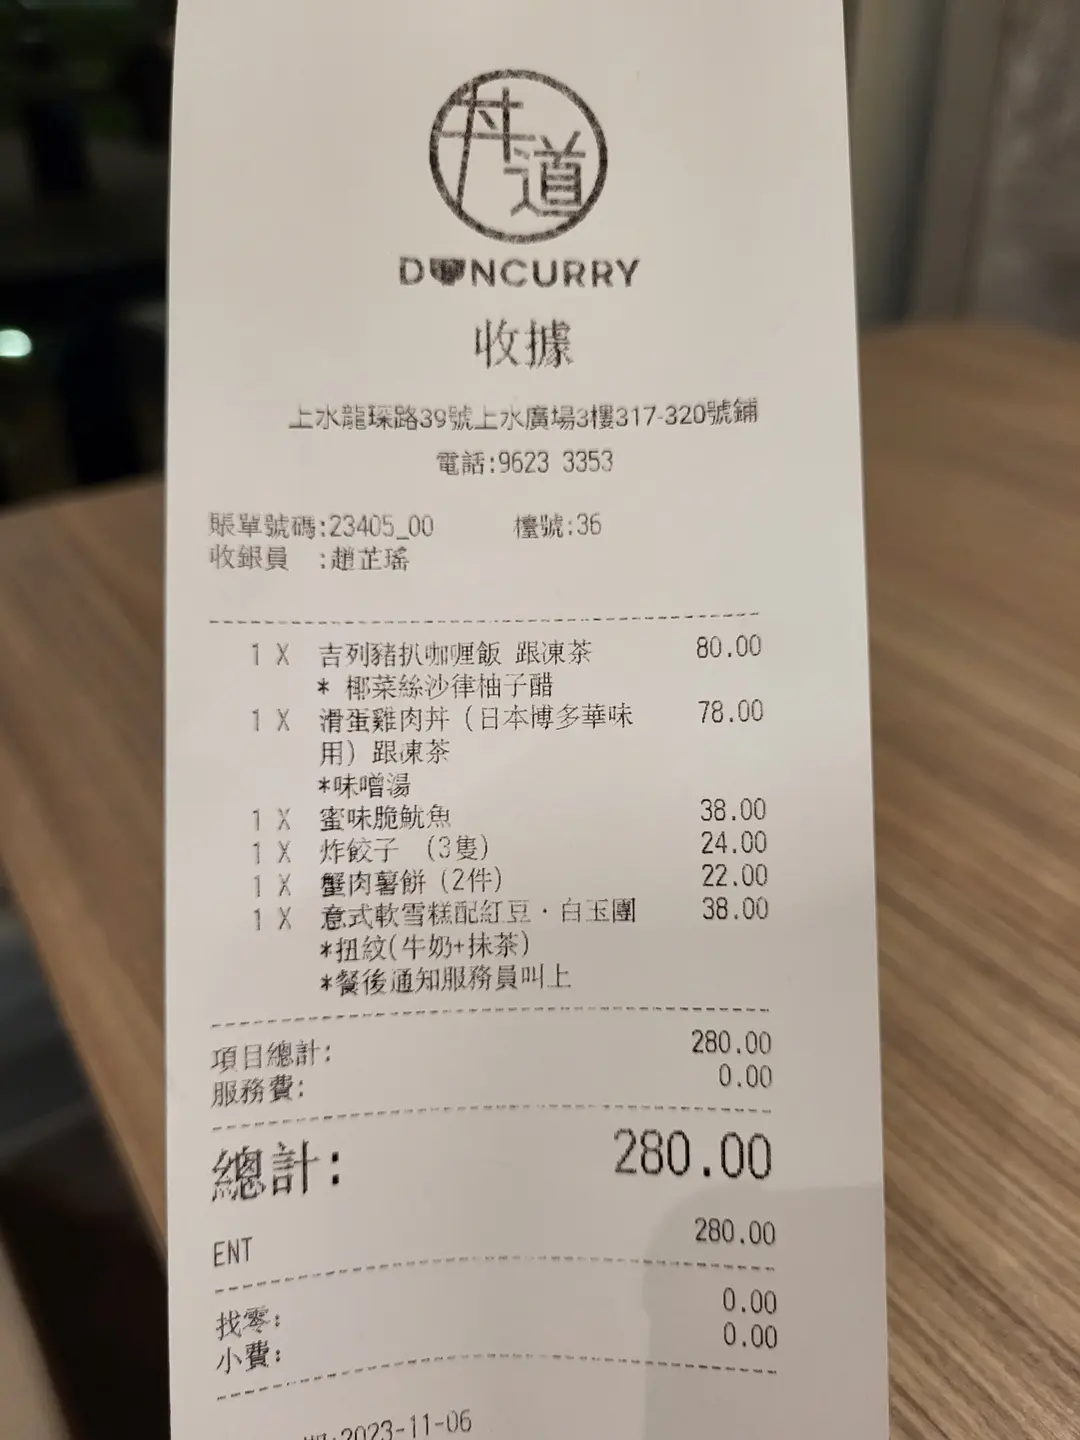 丼道
DONCURRY
收據
上水龍琛路39號上水廣場3樓317-320號鋪
電話:9623 3353
賬單號碼:23405_00 檯號:36
收銀員 :趙芷瑤
1 X 吉列豬扒咖喱飯 跟凍茶 80.00
* 椰菜絲沙律柚子醋
1 X 滑蛋雞肉丼（日本博多華味 78.00
用）跟凍茶
*味噌湯
1 X 蜜味脆魷魚 38.00
1 X 炸餃子 （3隻） 24.00
1 X 蟹肉薯餅（2件） 22.00
1 X 意式軟雪糕配紅豆·白玉團 38.00
*扭紋(牛奶+抹茶)
*餐後通知服務員叫上
項目總計: 280.00
服務費: 0.00
總計: 280.00
ENT 280.00
找零: 0.00
小費: 0.00
期:2023-11-06